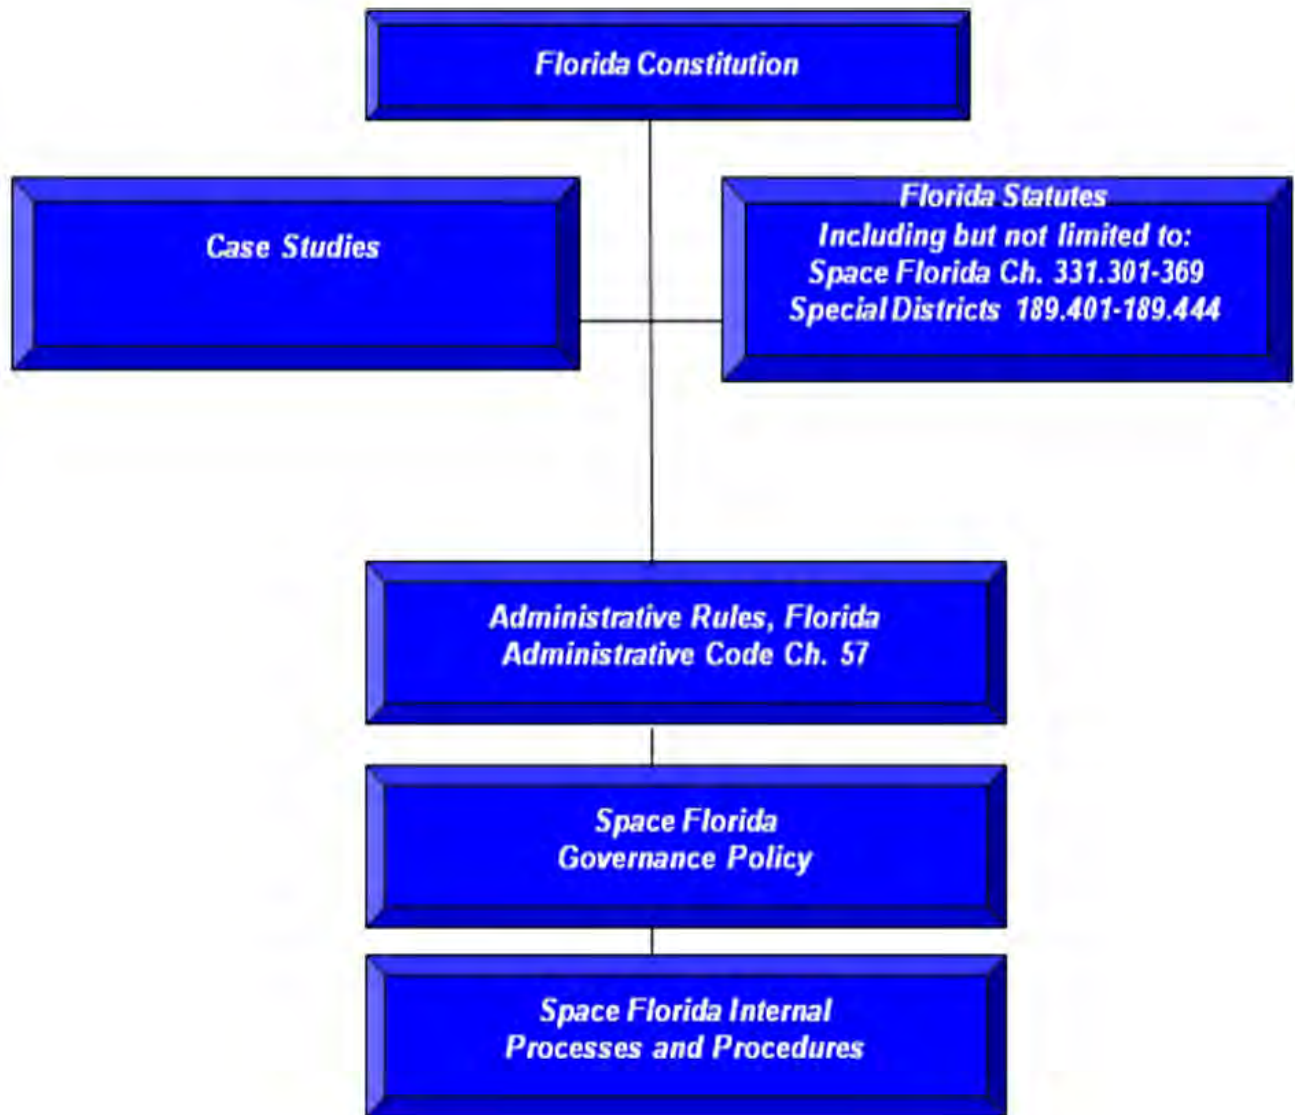 Florida Constitution
Case Studies
Florida Statutes
Including but not limited to:
Space Florida Ch. 331.301-369
Special Districts 189.401-189.444
Administrative Rules, Florida
Administrative Code Ch. 57
Space Florida
Governance Policy
Space Florida Internal
Processes and Procedures